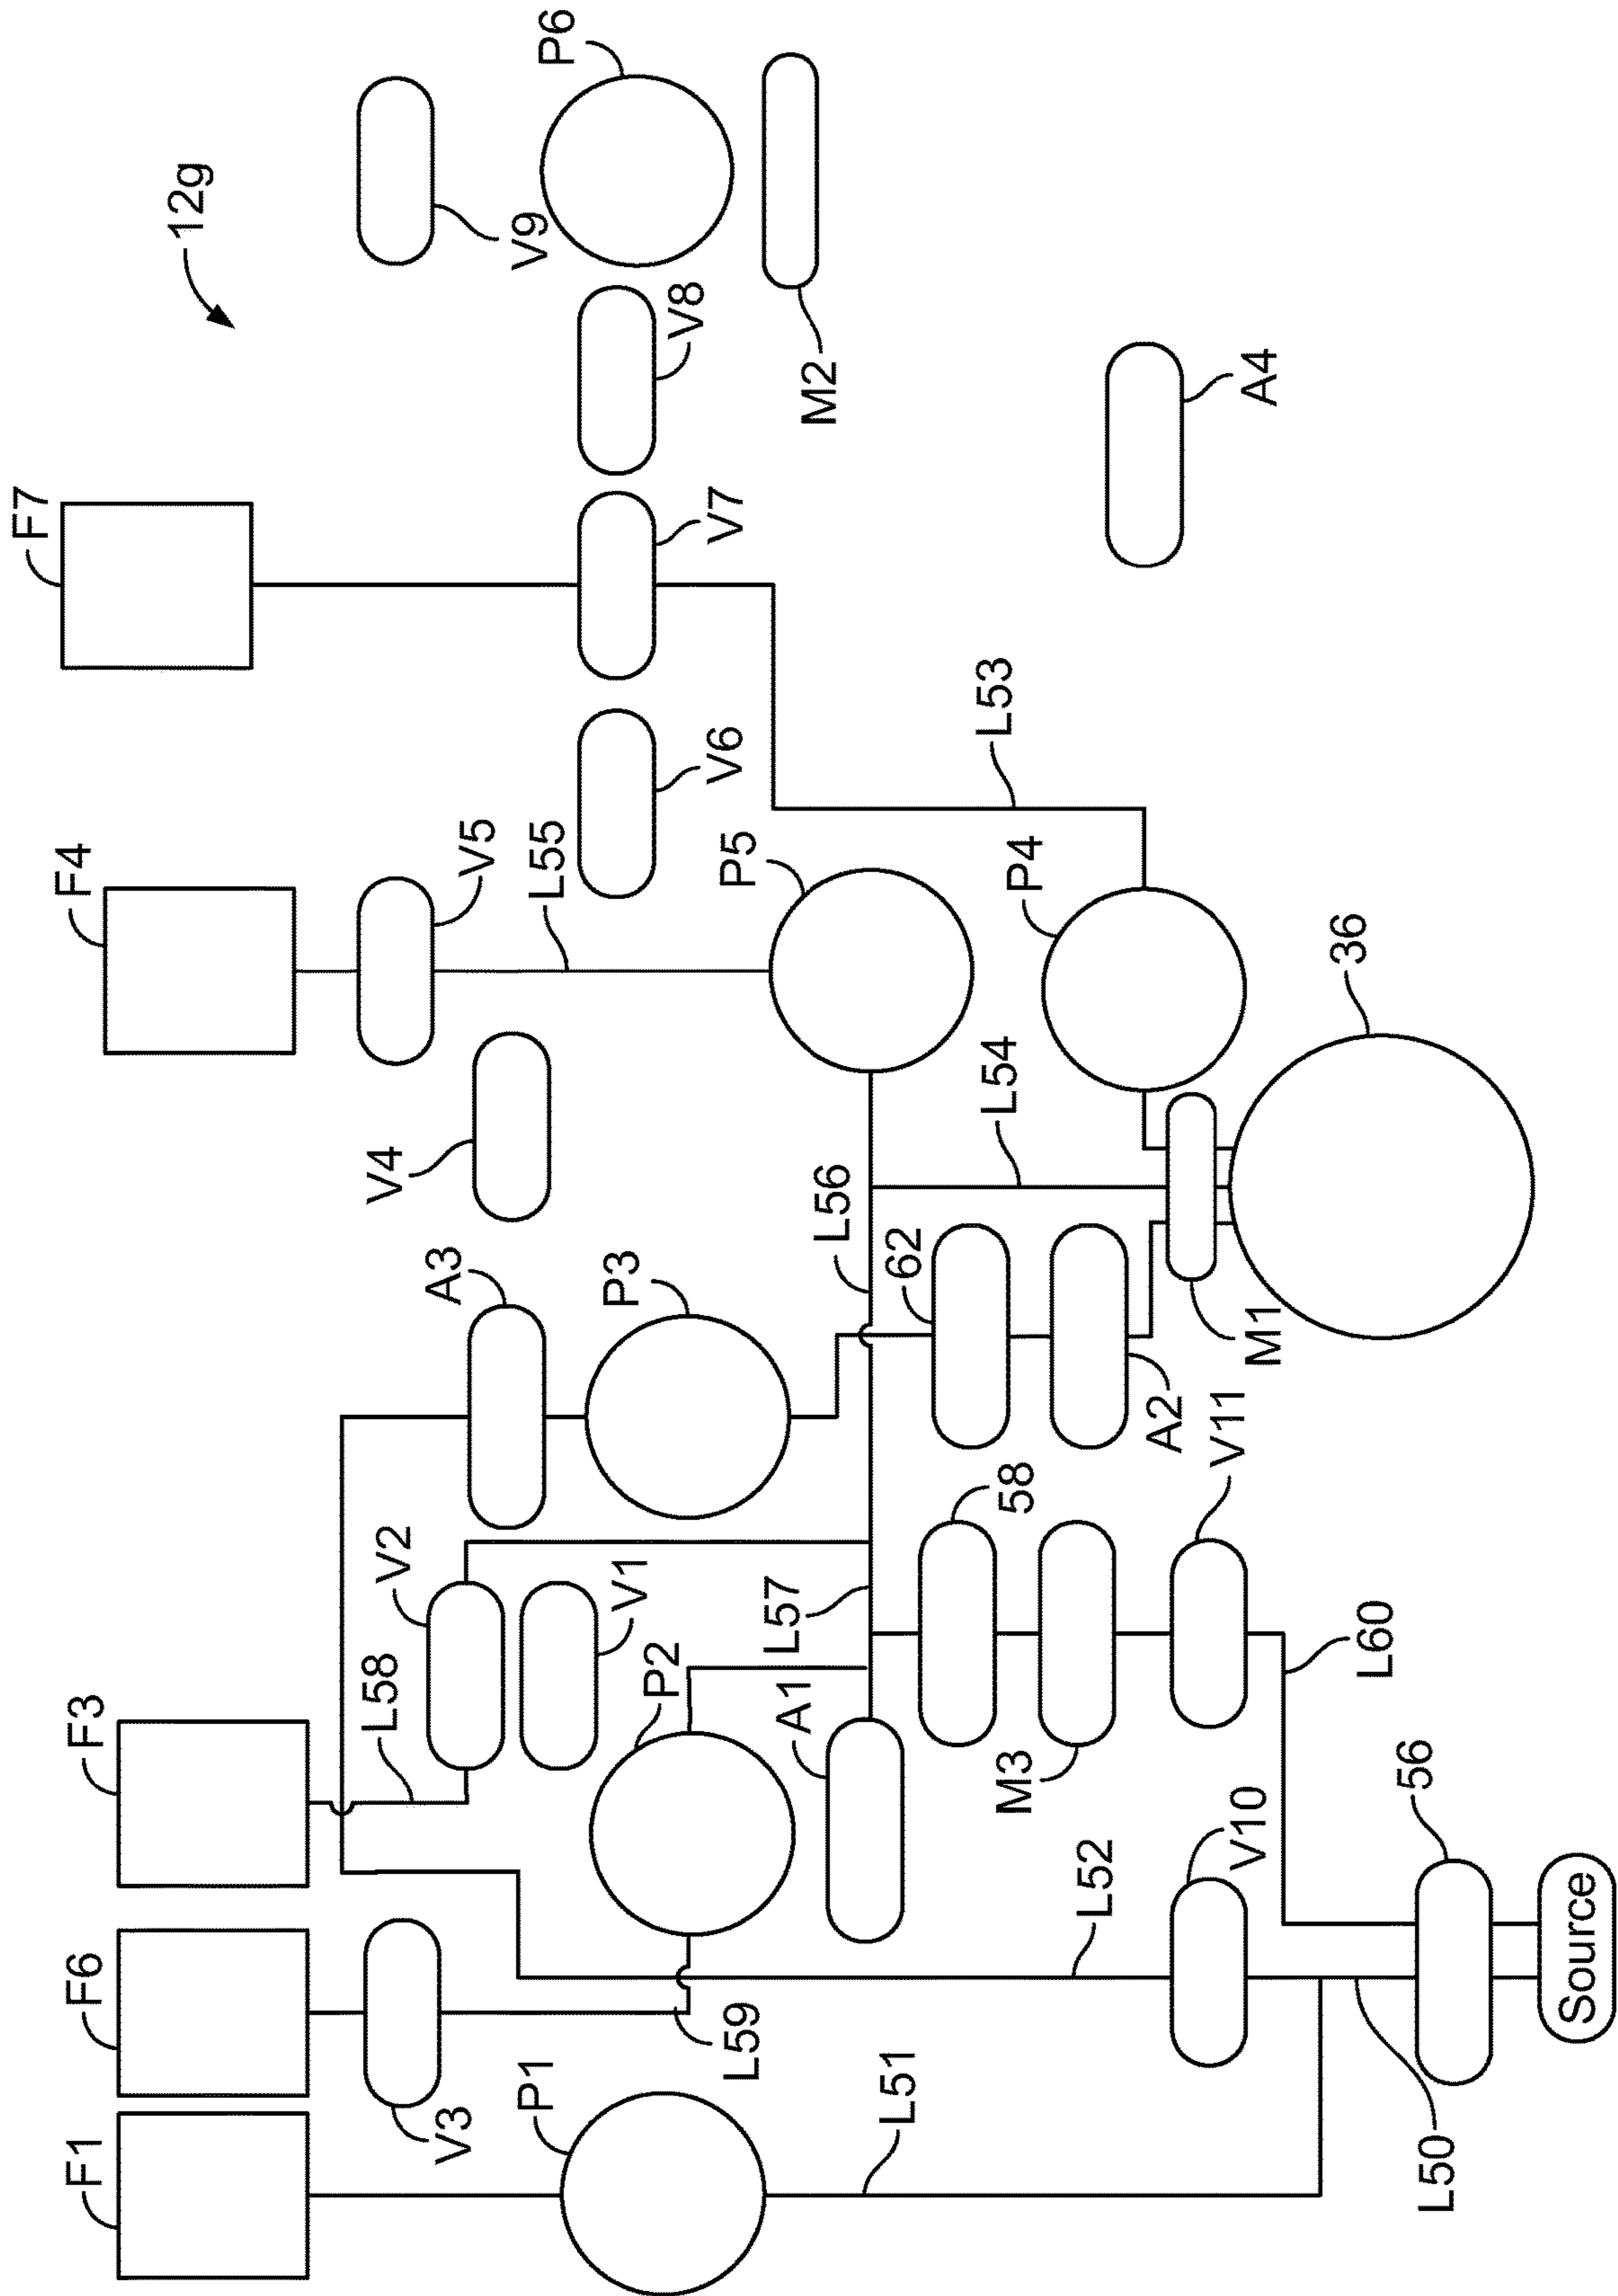 F7
F4
F1
F6
F3
12g
L58
V2
V4
V3
A3
V5
P1
V9
L55
P6
V1
P3
P2
V8
V6
V7
L59
P5
A1
L57
M2
L56
L51
62
L53
L54
M3
58
P4
L52
A2
V11
V10
M1
A4
36
L60
56
L50
Source